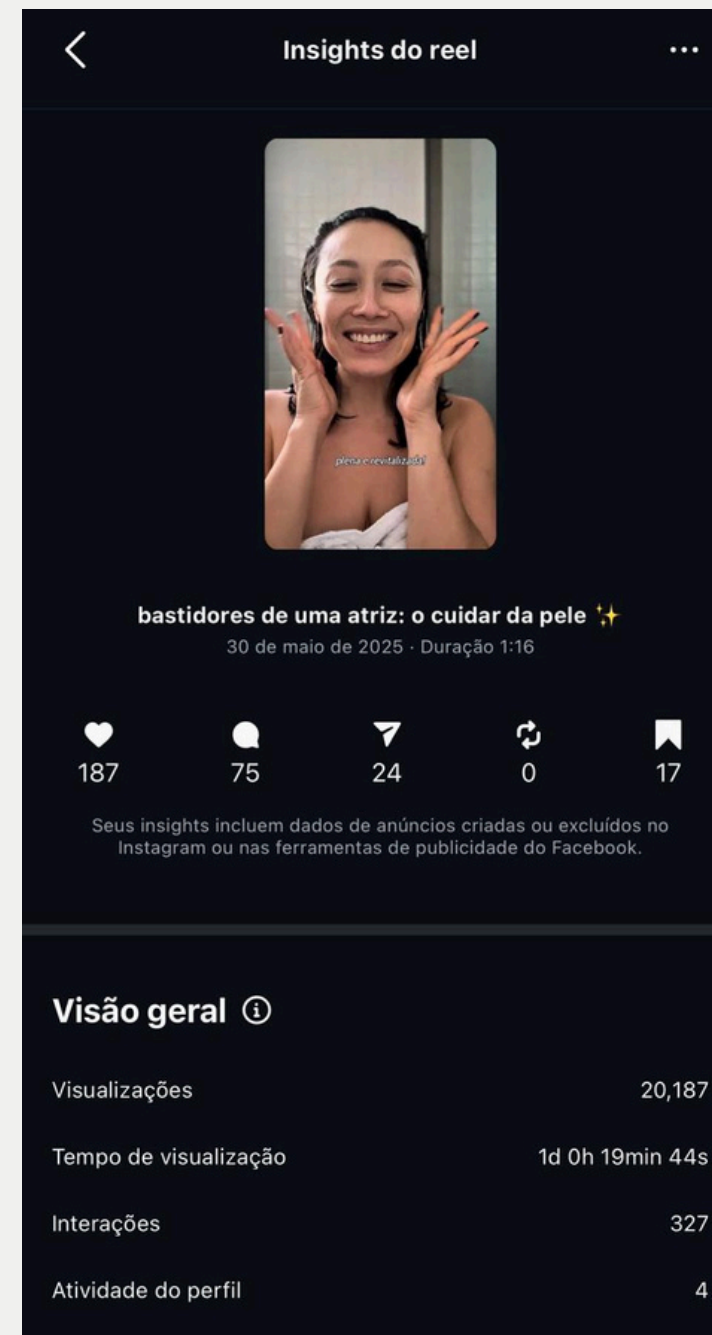 Insights do reel
plena e revitalizada!
bastidores de uma atriz: o cuidar da pele ✨
30 de maio de 2025 · Duração 1:16
187 75 24 0 17
Seus insights incluem dados de anúncios criadas ou excluídos no
Instagram ou nas ferramentas de publicidade do Facebook.
Visão geral
Visualizações 20,187
Tempo de visualização 1d 0h 19min 44s
Interações 327
Atividade do perfil 4